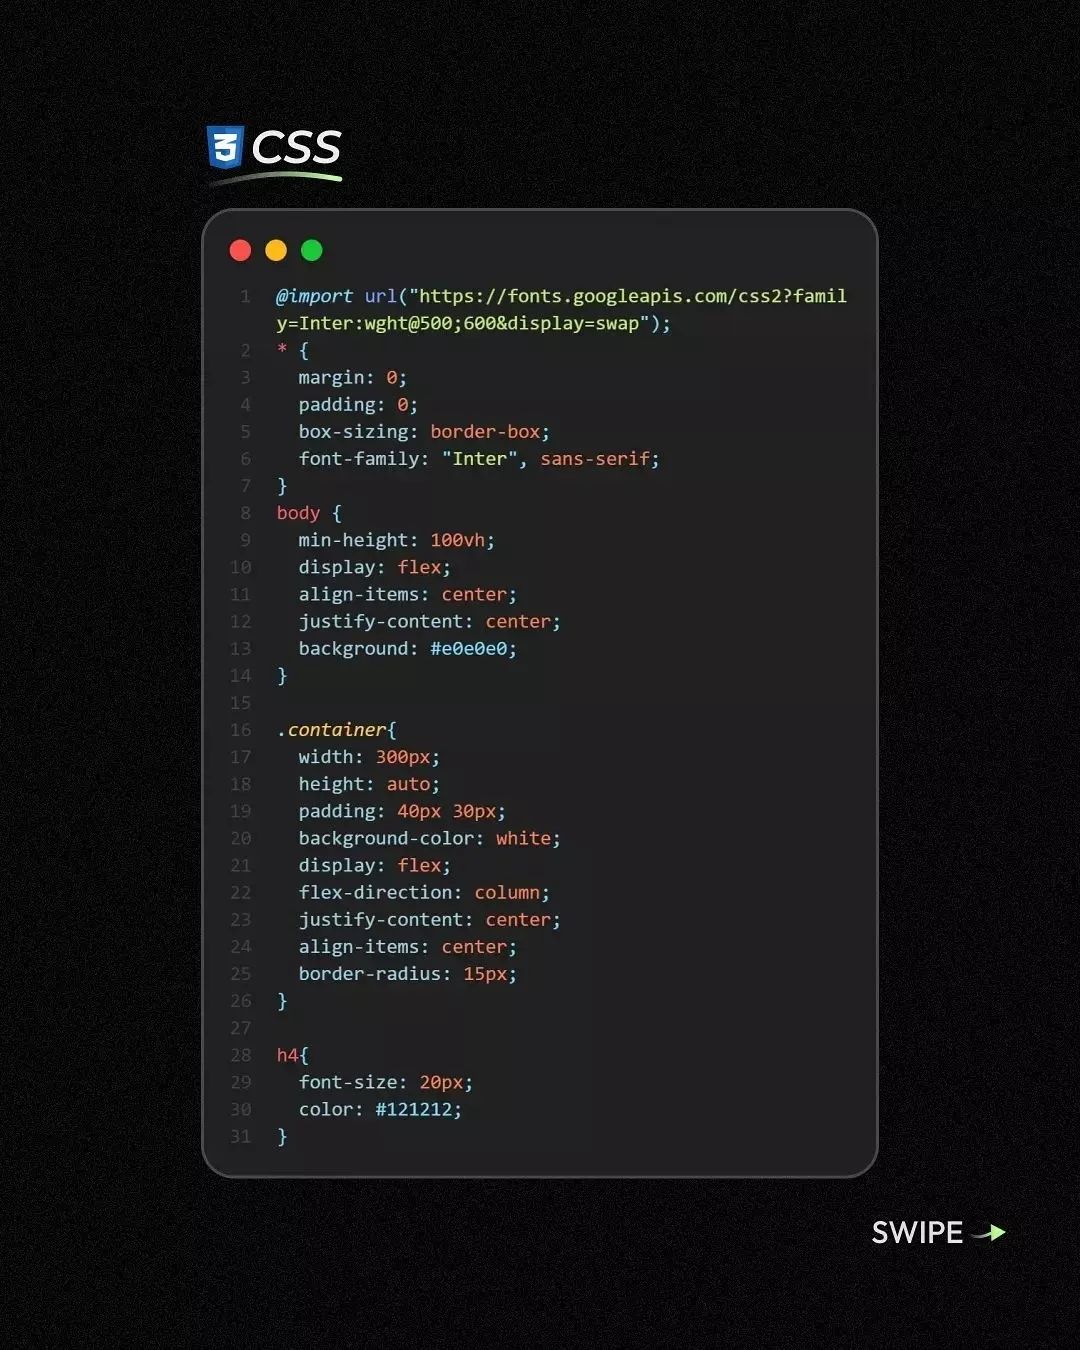 3 CSS
1 @import url("https://fonts.googleapis.com/css2?famil
y=Inter:wght@500;600&display=swap");
2 * {
3   margin: 0;
4   padding: 0;
5   box-sizing: border-box;
6   font-family: "Inter", sans-serif;
7 }
8 body {
9   min-height: 100vh;
10   display: flex;
11   align-items: center;
12   justify-content: center;
13   background: #e0e0e0;
14 }
15
16 .container{
17   width: 300px;
18   height: auto;
19   padding: 40px 30px;
20   background-color: white;
21   display: flex;
22   flex-direction: column;
23   justify-content: center;
24   align-items: center;
25   border-radius: 15px;
26 }
27
28 h4{
29   font-size: 20px;
30   color: #121212;
31 }
SWIPE